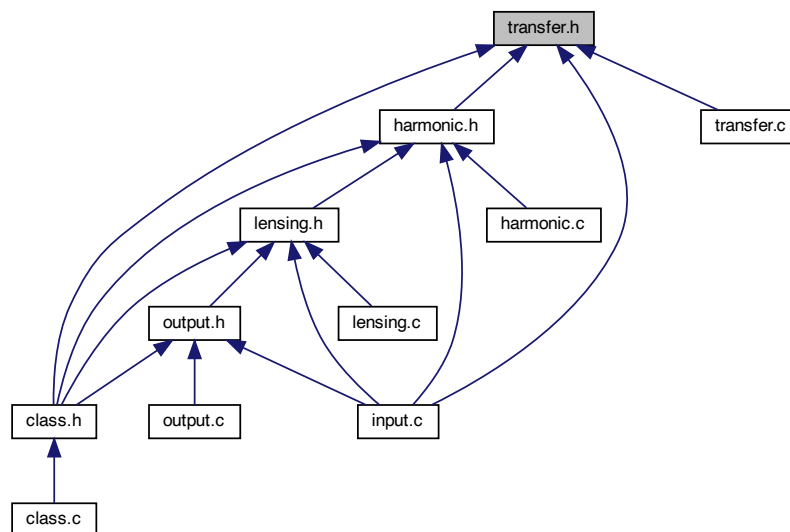 transfer.h
harmonic.h
transfer.c
lensing.h
harmonic.c
output.h
lensing.c
class.h
output.c
input.c
class.c